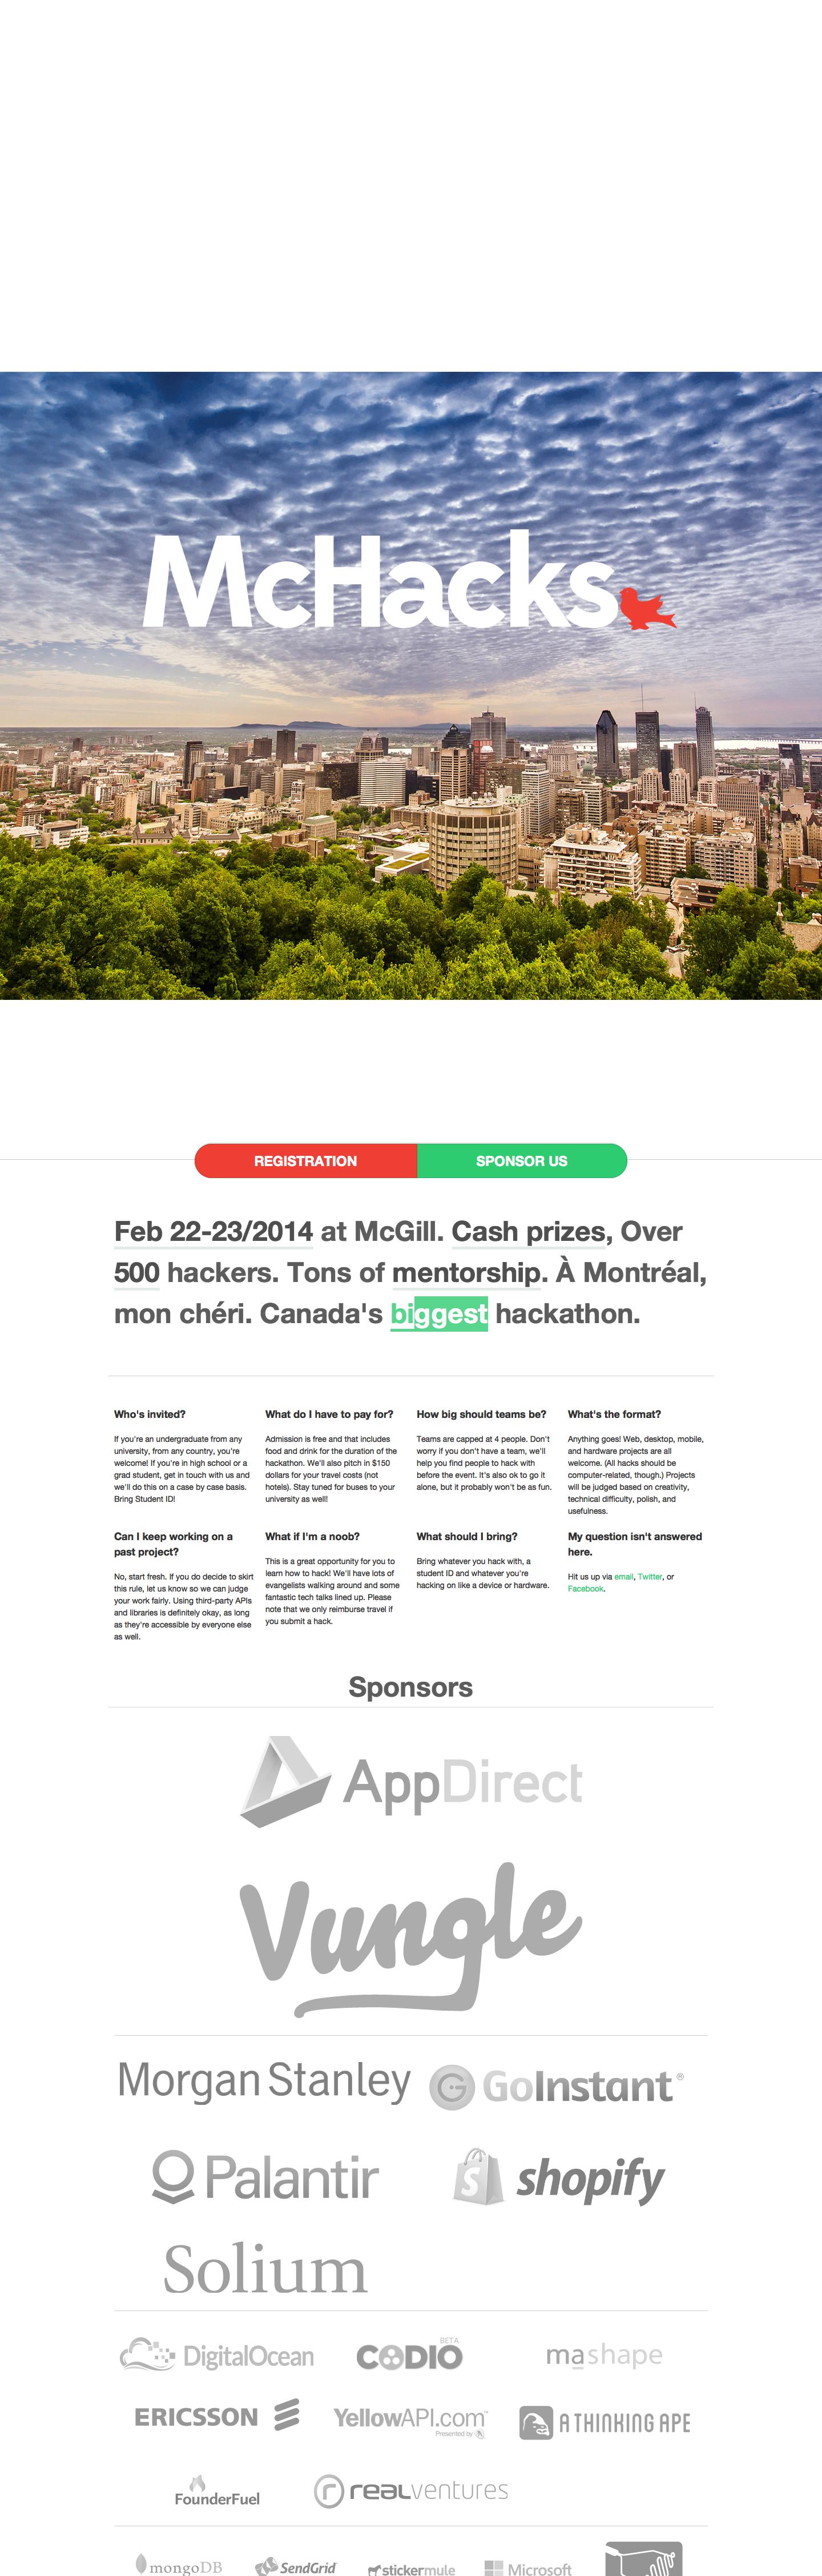 McHacks
REGISTRATION
SPONSOR US
Feb 22-23/2014 at McGill. Cash prizes, Over
500 hackers. Tons of mentorship. À Montréal,
mon chéri. Canada's biggest hackathon.
Who's invited?
If you're an undergraduate from any
university, from any country, you're
welcome! If you're in high school or a
grad student, get in touch with us and
we'll do this on a case by case basis.
Bring Student ID!
What do I have to pay for?
Admission is free and that includes
food and drink for the duration of the
hackathon. We'll also pitch in $150
dollars for your travel costs (not
hotels). Stay tuned for buses to your
university as well!
How big should teams be?
Teams are capped at 4 people. Don't
worry if you don't have a team, we'll
help you find people to hack with
before the event. It's also ok to go it
alone, but it probably won't be as fun.
What's the format?
Anything goes! Web, desktop, mobile,
and hardware projects are all
welcome. (All hacks should be
computer-related, though.) Projects
will be judged based on creativity,
technical difficulty, polish, and
usefulness.
Can I keep working on a
past project?
No, start fresh. If you do decide to skirt
this rule, let us know so we can judge
your work fairly. Using third-party APIs
and libraries is definitely okay, as long
as they're accessible by everyone else
as well.
What if I'm a noob?
This is a great opportunity for you to
learn how to hack! We'll have lots of
evangelists walking around and some
fantastic tech talks lined up. Please
note that we only reimburse travel if
you submit a hack.
What should I bring?
Bring whatever you hack with, a
student ID and whatever you're
hacking on like a device or hardware.
My question isn't answered
here.
Hit us up via email, Twitter, or
Facebook.
Sponsors
AppDirect
Vungle
Morgan Stanley
GoInstant®
Palantir
shopify
Solium
DigitalOcean
CODIO BETA
mashape
ERICSSON
YellowAPI.com™
Presented by
A THINKING APE
FounderFuel
realventures
mongoDB
SendGrid
stickermule
Microsoft